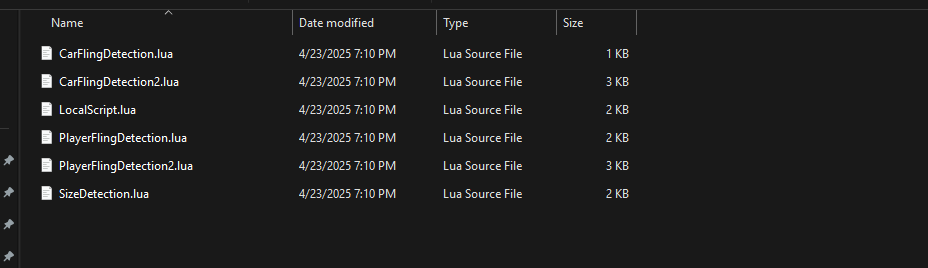 Name Date modified Type Size
CarFlingDetection.lua 4/23/2025 7:10 PM Lua Source File 1 KB
CarFlingDetection2.lua 4/23/2025 7:10 PM Lua Source File 3 KB
LocalScript.lua 4/23/2025 7:10 PM Lua Source File 2 KB
PlayerFlingDetection.lua 4/23/2025 7:10 PM Lua Source File 2 KB
PlayerFlingDetection2.lua 4/23/2025 7:10 PM Lua Source File 3 KB
SizeDetection.lua 4/23/2025 7:10 PM Lua Source File 2 KB